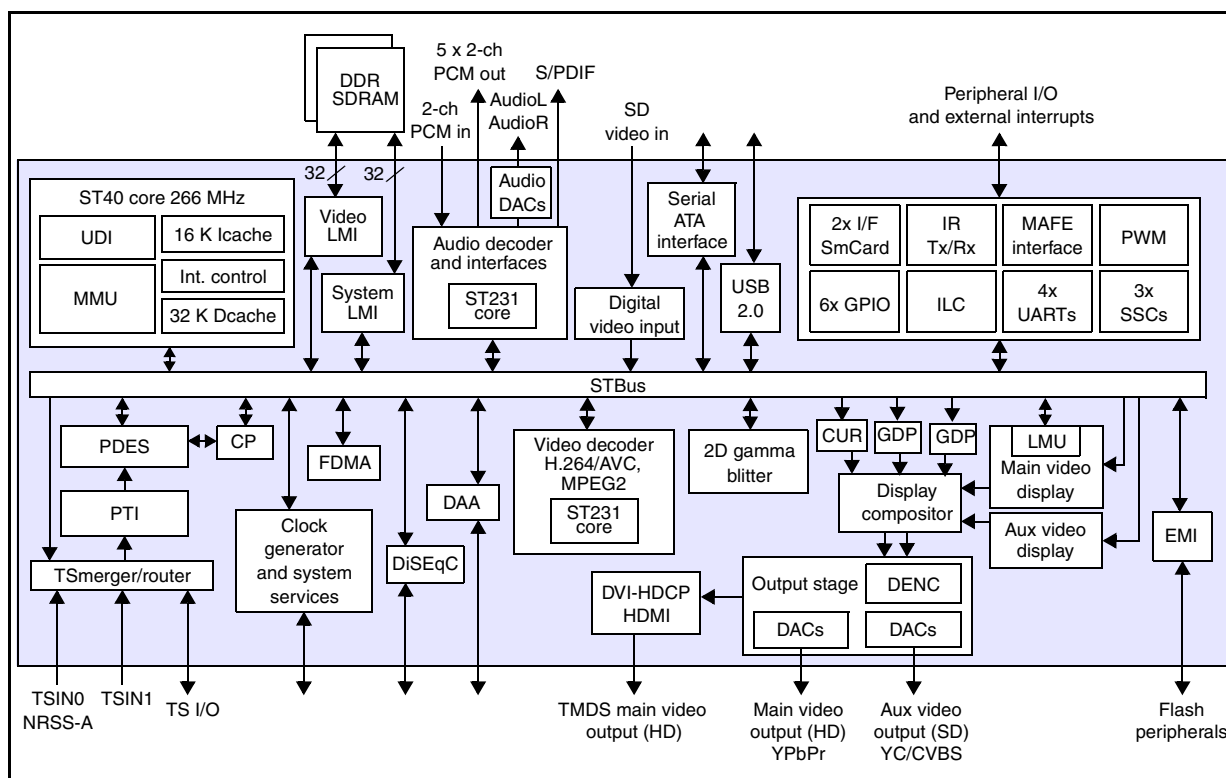 5 x 2-ch
PCM out
S/PDIF
DDR
SDRAM
2-ch
PCM in
AudioL
AudioR
SD
video in
Peripheral I/O
and external interrupts
32
32
ST40 core 266 MHz
UDI
16 K Icache
MMU
Int. control
32 K Dcache
Video
LMI
System
LMI
Audio
DACs
Audio decoder
and interfaces
ST231
core
Digital
video input
Serial
ATA
interface
USB
2.0
2x I/F
SmCard
IR
Tx/Rx
MAFE
interface
PWM
6x GPIO
ILC
4x
UARTs
3x
SSCs
STBus
PDES
CP
PTI
TSmerger/router
Clock
generator
and system
services
FDMA
DiSEqC
DAA
Video decoder
H.264/AVC,
MPEG2
ST231
core
2D gamma
blitter
CUR
GDP
GDP
LMU
Main video
display
Display
compositor
Aux video
display
EMI
DVI-HDCP
HDMI
Output stage
DENC
DACs
DACs
TSIN0
NRSS-A
TSIN1
TS I/O
TMDS main video
output (HD)
Main video
output (HD)
YPbPr
Aux video
output (SD)
YC/CVBS
Flash
peripherals